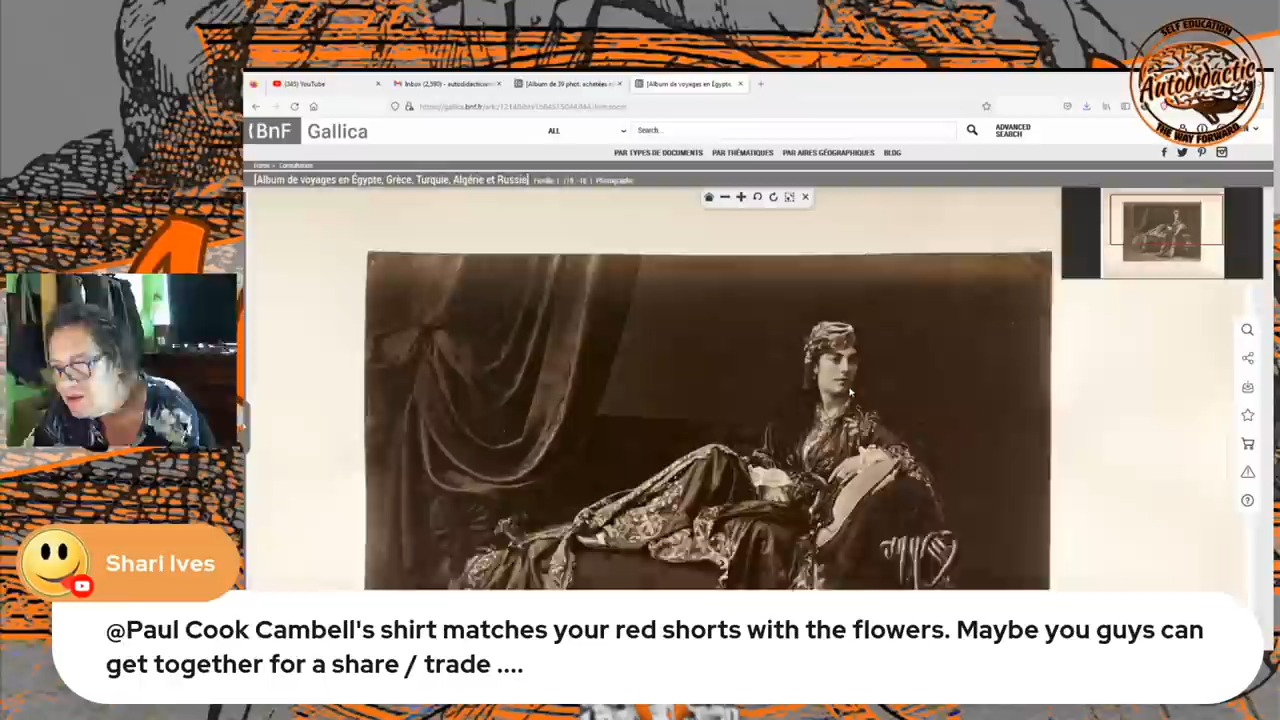 SELF EDUCATION
Autodidactic
THE WAY FORWARD
(345) YouTube
Inbox (2,390) - autodidactic
[Album de 39 phot. achetées e
[Album de voyages en Égypte,
BnF Gallica
ALL
Search...
ADVANCED
SEARCH
PAR TYPES DE DOCUMENTS PAR THÉMATIQUES PAR AIRES GÉOGRAPHIQUES BLOG
Home > Consultation
[Album de voyages en Égypte, Grèce, Turquie, Algérie et Russie]
Shari Ives
@Paul Cook Cambell's shirt matches your red shorts with the flowers. Maybe you guys can
get together for a share / trade ....